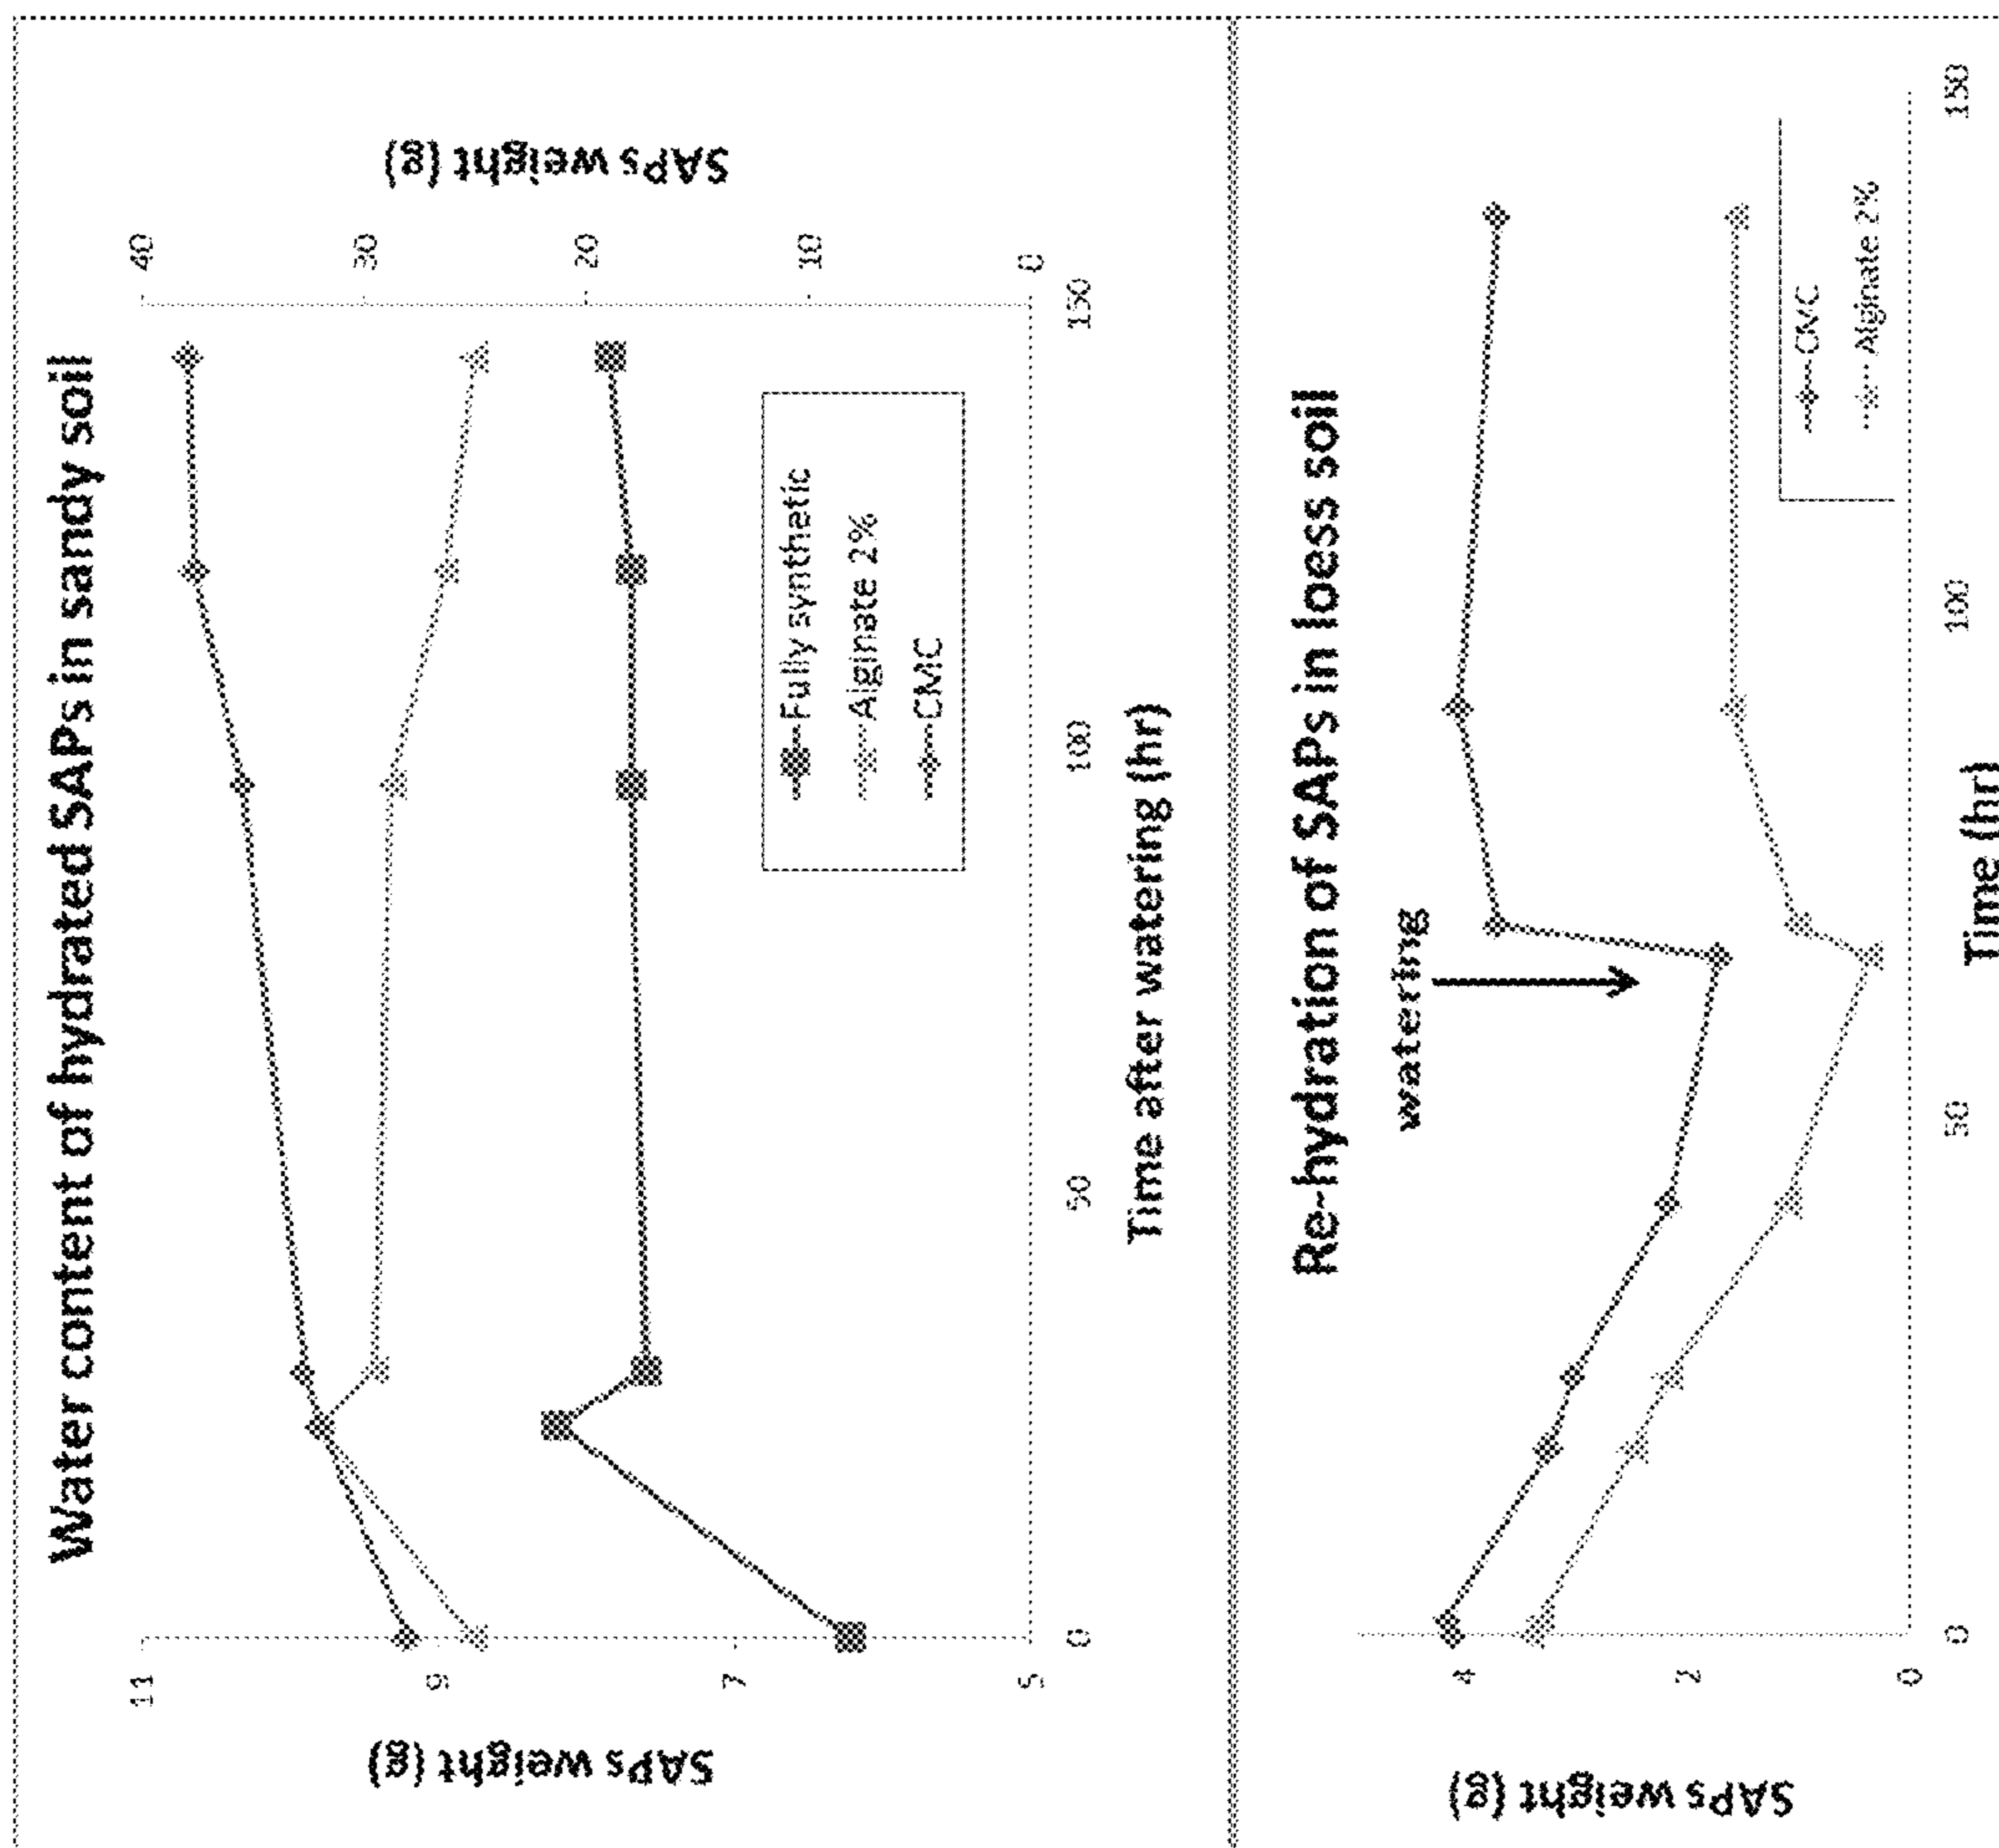 Water content of hydrated SAPs in sandy soil
SAPs weight (g)
11
9
7
5
SAPs weight (g)
40
30
20
10
0
0
50
100
150
Time after watering (hr)
Fully synthetic
Alginate 2%
CMC
Re-hydration of SAPs in loess soil
watering
SAPs weight (g)
4
2
0
0
50
100
150
Time (hr)
CMC
Alginate 2%